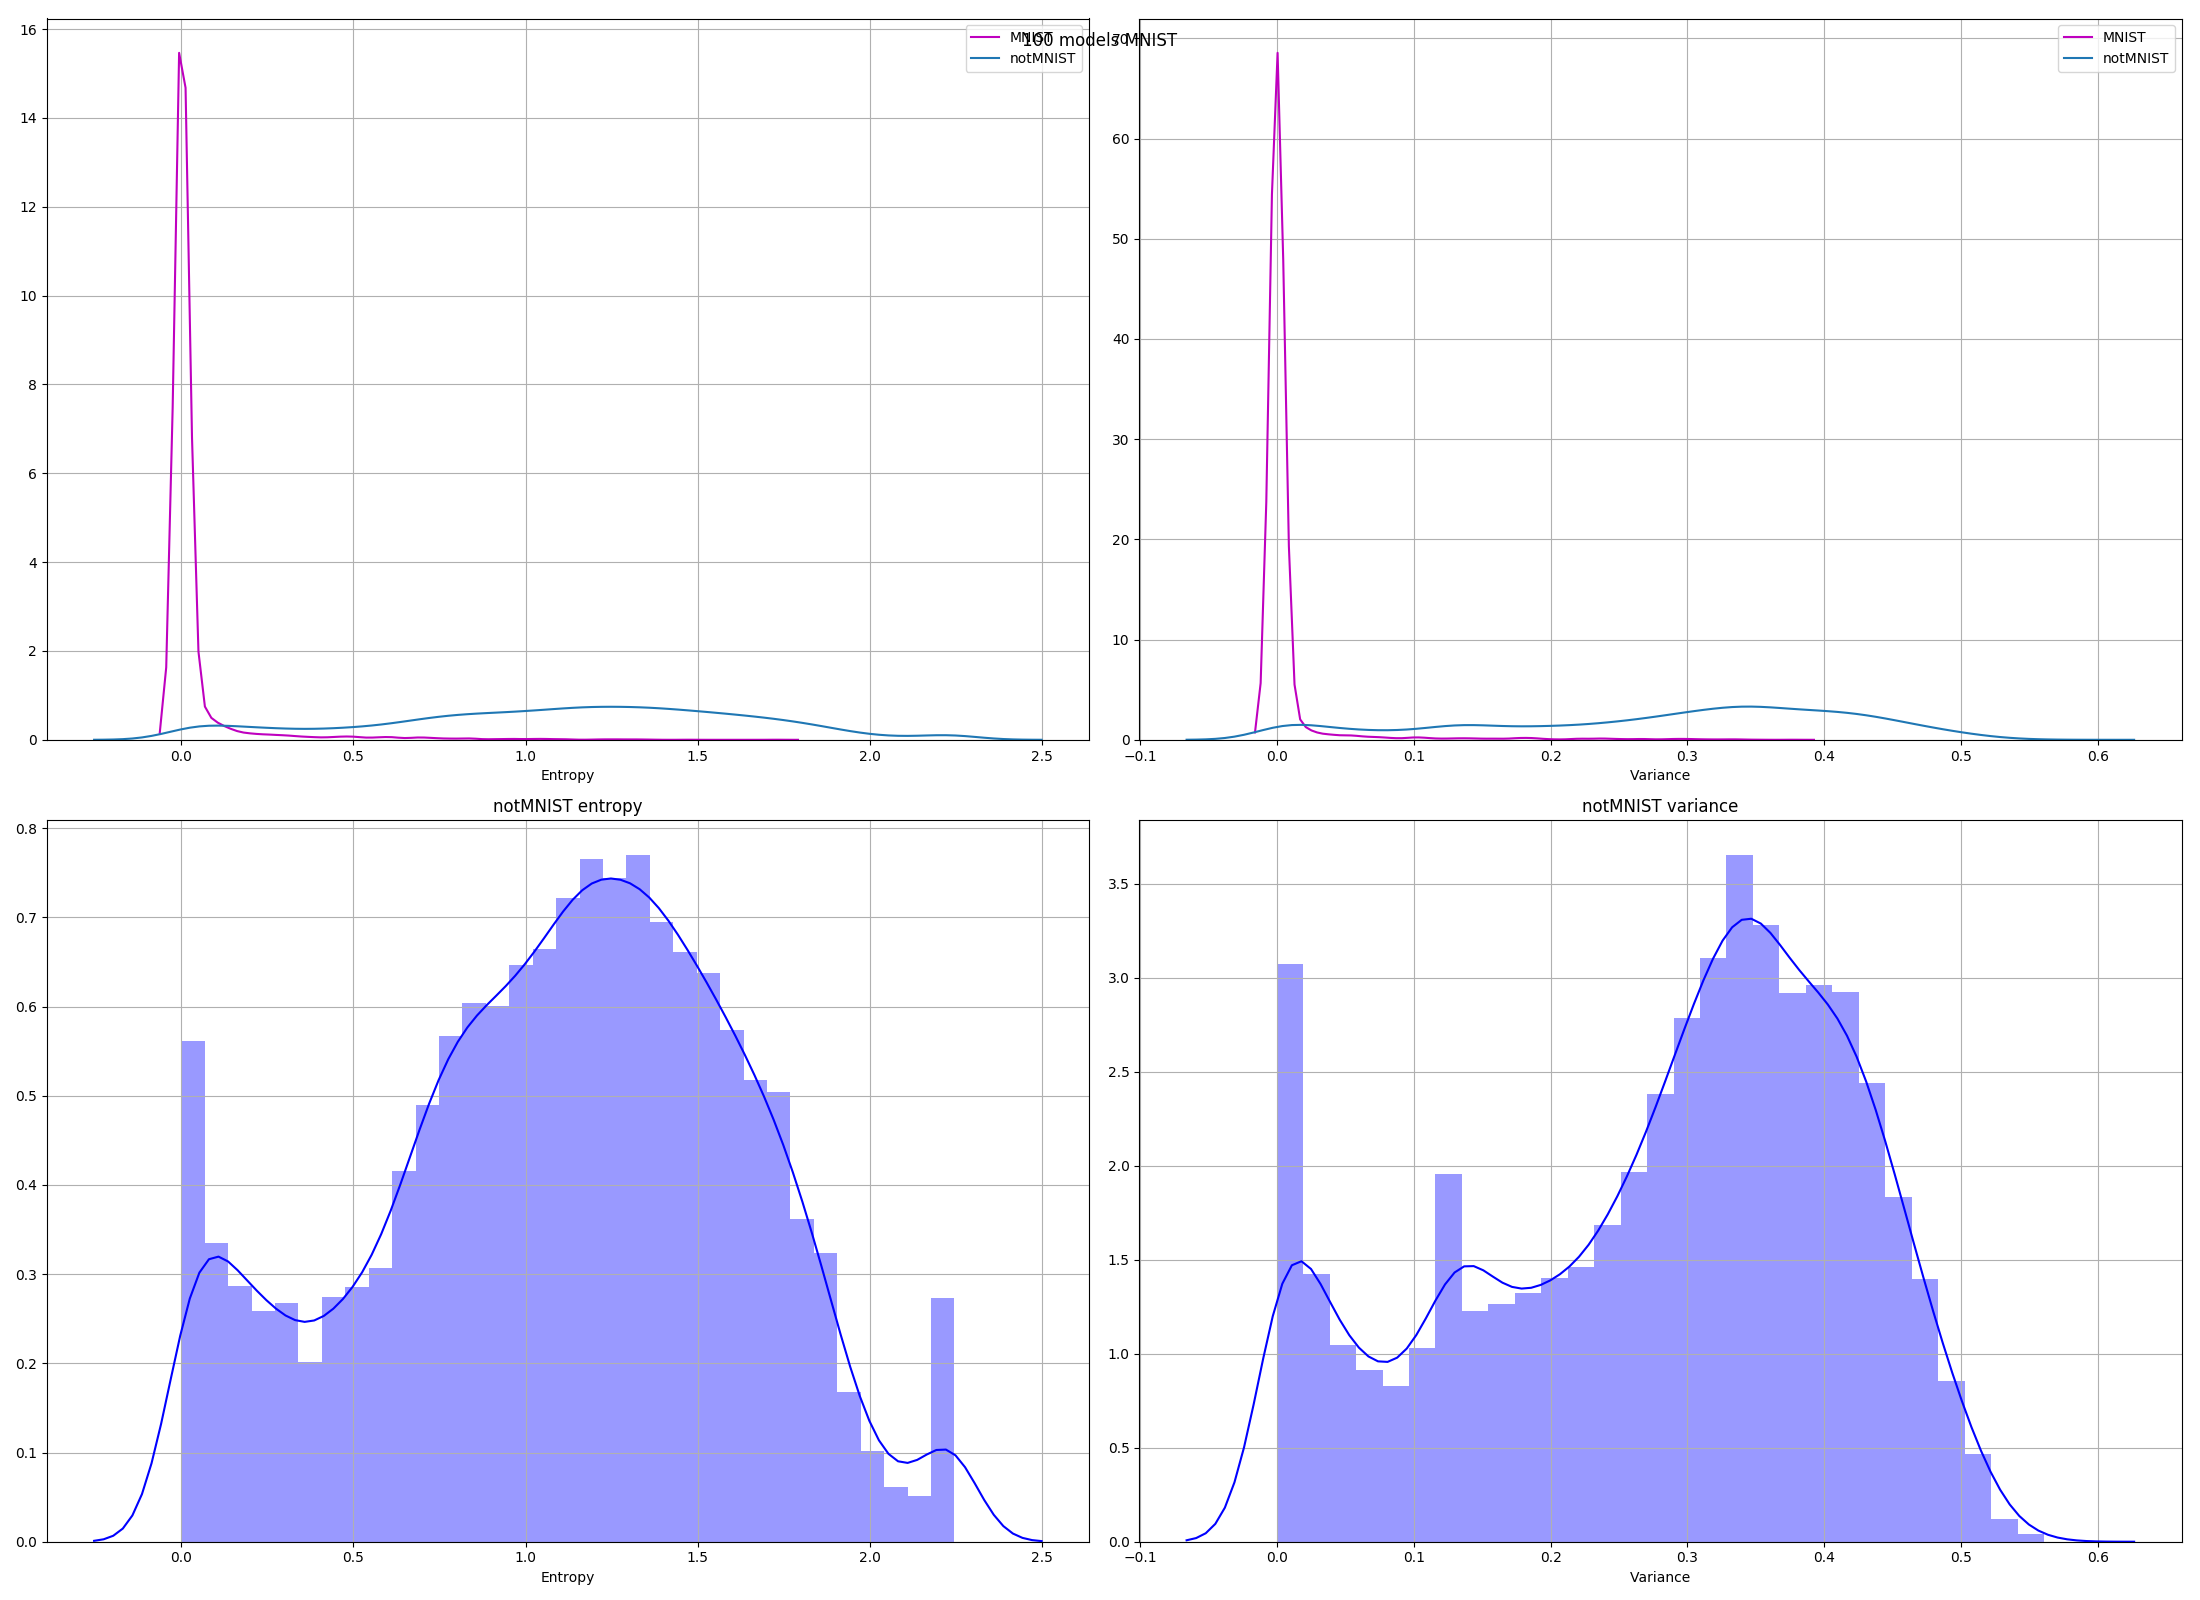 100 models MNIST
16
14
12
10
8
6
4
2
0
MNIST
notMNIST
0.0 0.5 1.0 1.5 2.0 2.5
Entropy
70
60
50
40
30
20
10
0
MNIST
notMNIST
−0.1 0.0 0.1 0.2 0.3 0.4 0.5 0.6
Variance
notMNIST entropy
0.8
0.7
0.6
0.5
0.4
0.3
0.2
0.1
0.0
0.0 0.5 1.0 1.5 2.0 2.5
Entropy
notMNIST variance
3.5
3.0
2.5
2.0
1.5
1.0
0.5
0.0
−0.1 0.0 0.1 0.2 0.3 0.4 0.5 0.6
Variance